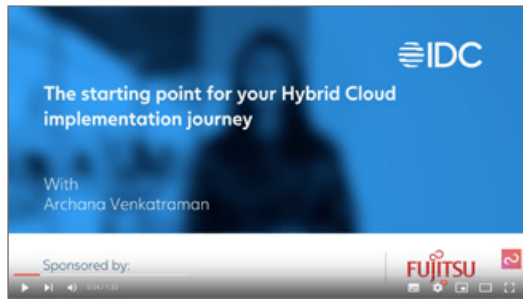 IDC
The starting point for your Hybrid Cloud
implementation journey
With
Archana Venkatraman
Sponsored by:
FUJITSU